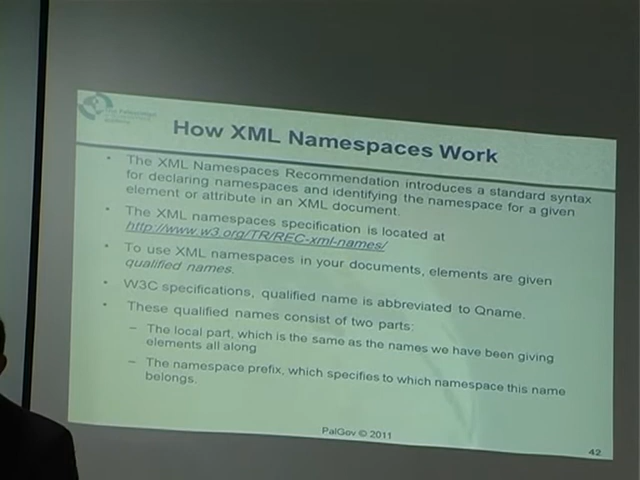 How XML Namespaces Work
• The XML Namespaces Recommendation introduces a standard syntax
for declaring namespaces and identifying the namespace for a given
element or attribute in an XML document.
• The XML namespaces specification is located at
http://www.w3.org/TR/REC-xml-names/
• To use XML namespaces in your documents, elements are given
qualified names.
• W3C specifications, qualified name is abbreviated to Qname.
• These qualified names consist of two parts:
– The local part, which is the same as the names we have been giving
elements all along
– The namespace prefix, which specifies to which namespace this name
belongs.
PalGov © 2011
42